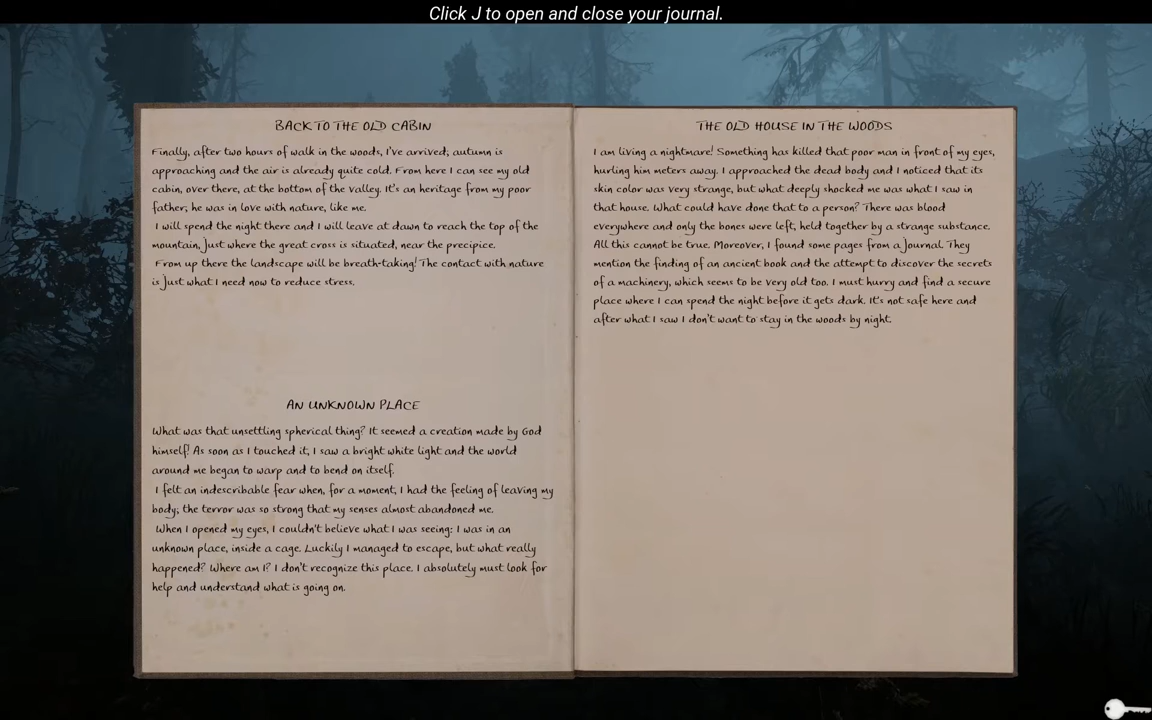 Click J to open and close your journal.
BACK TO THE OLD CABIN
Finally, after two hours of walk in the woods, I've arrived; autumn is
approaching and the air is already quite cold. From here I can see my old
cabin, over there, at the bottom of the valley. It's an heritage from my poor
father; he was in love with nature, like me.
I will spend the night there and I will leave at dawn to reach the top of the
mountain, just where the great cross is situated, near the precipice.
From up there the landscape will be breath-taking! The contact with nature
is just what I need now to reduce stress.
AN UNKNOWN PLACE
What was that unsettling spherical thing? It seemed a creation made by God
himself! As soon as I touched it, I saw a bright white light and the world
around me began to warp and to bend on itself.
I felt an indescribable fear when, for a moment, I had the feeling of leaving my
body; the terror was so strong that my senses almost abandoned me.
When I opened my eyes, I couldn't believe what I was seeing: I was in an
unknown place, inside a cage. Luckily I managed to escape, but what really
happened? Where am I? I don't recognize this place. I absolutely must look for
help and understand what is going on.
THE OLD HOUSE IN THE WOODS
I am living a nightmare! Something has killed that poor man in front of my eyes,
hurling him meters away. I approached the dead body and I noticed that its
skin color was very strange, but what deeply shocked me was what I saw in
that house. What could have done that to a person? There was blood
everywhere and only the bones were left, held together by a strange substance.
All this cannot be true. Moreover, I found some pages from a journal. They
mention the finding of an ancient book and the attempt to discover the secrets
of a machinery, which seems to be very old too. I must hurry and find a secure
place where I can spend the night before it gets dark. It's not safe here and
after what I saw I don't want to stay in the woods by night.